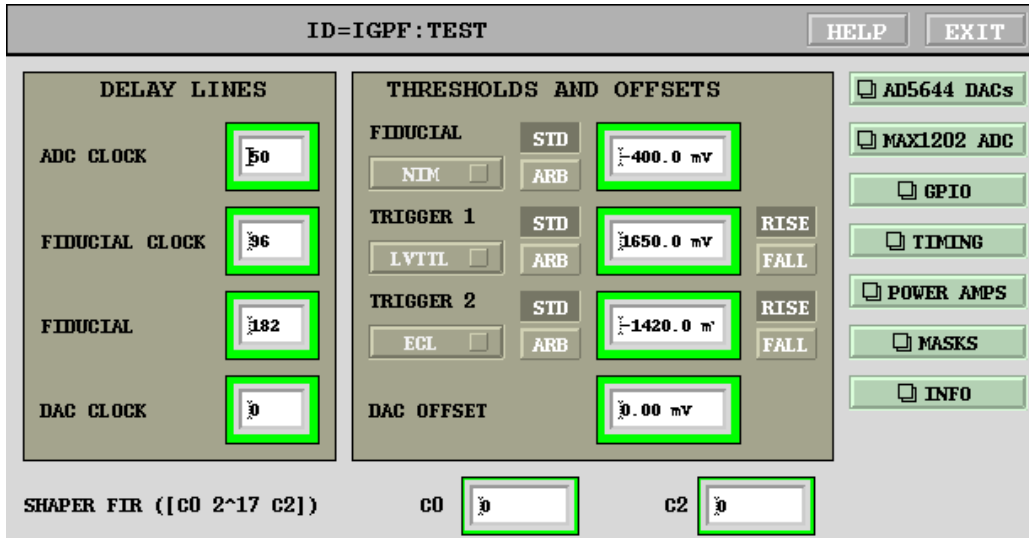 ID=IGPF:TEST
HELP
EXIT
DELAY LINES
ADC CLOCK
50
FIDUCIAL CLOCK
96
FIDUCIAL
182
DAC CLOCK
0
THRESHOLDS AND OFFSETS
FIDUCIAL
NIM
STD
ARB
-400.0 mV
TRIGGER 1
LVTTL
STD
ARB
1650.0 mV
RISE
FALL
TRIGGER 2
ECL
STD
ARB
-1420.0 m
RISE
FALL
DAC OFFSET
0.00 mV
AD5644 DACs
MAX1202 ADC
GPIO
TIMING
POWER AMPS
MASKS
INFO
SHAPER FIR ([C0 2^17 C2])
C0
0
C2
0